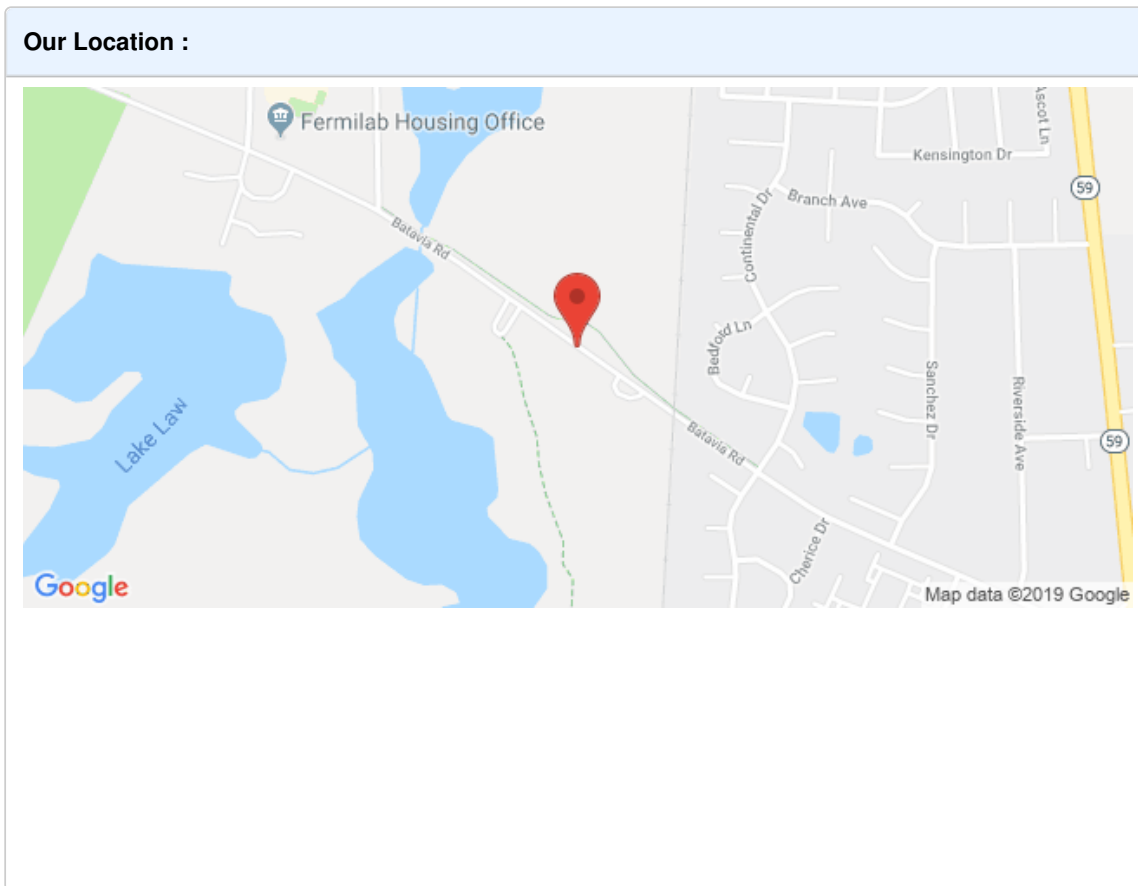 Our Location :
Fermilab Housing Office
Ascot Ln
Kensington Dr
59
Branch Ave
Continental Dr
Batavia Rd
Bedford Ln
Sanchez Dr
Riverside Ave
Lake Law
Batavia Rd
59
Cherice Dr
Google
Map data ©2019 Google